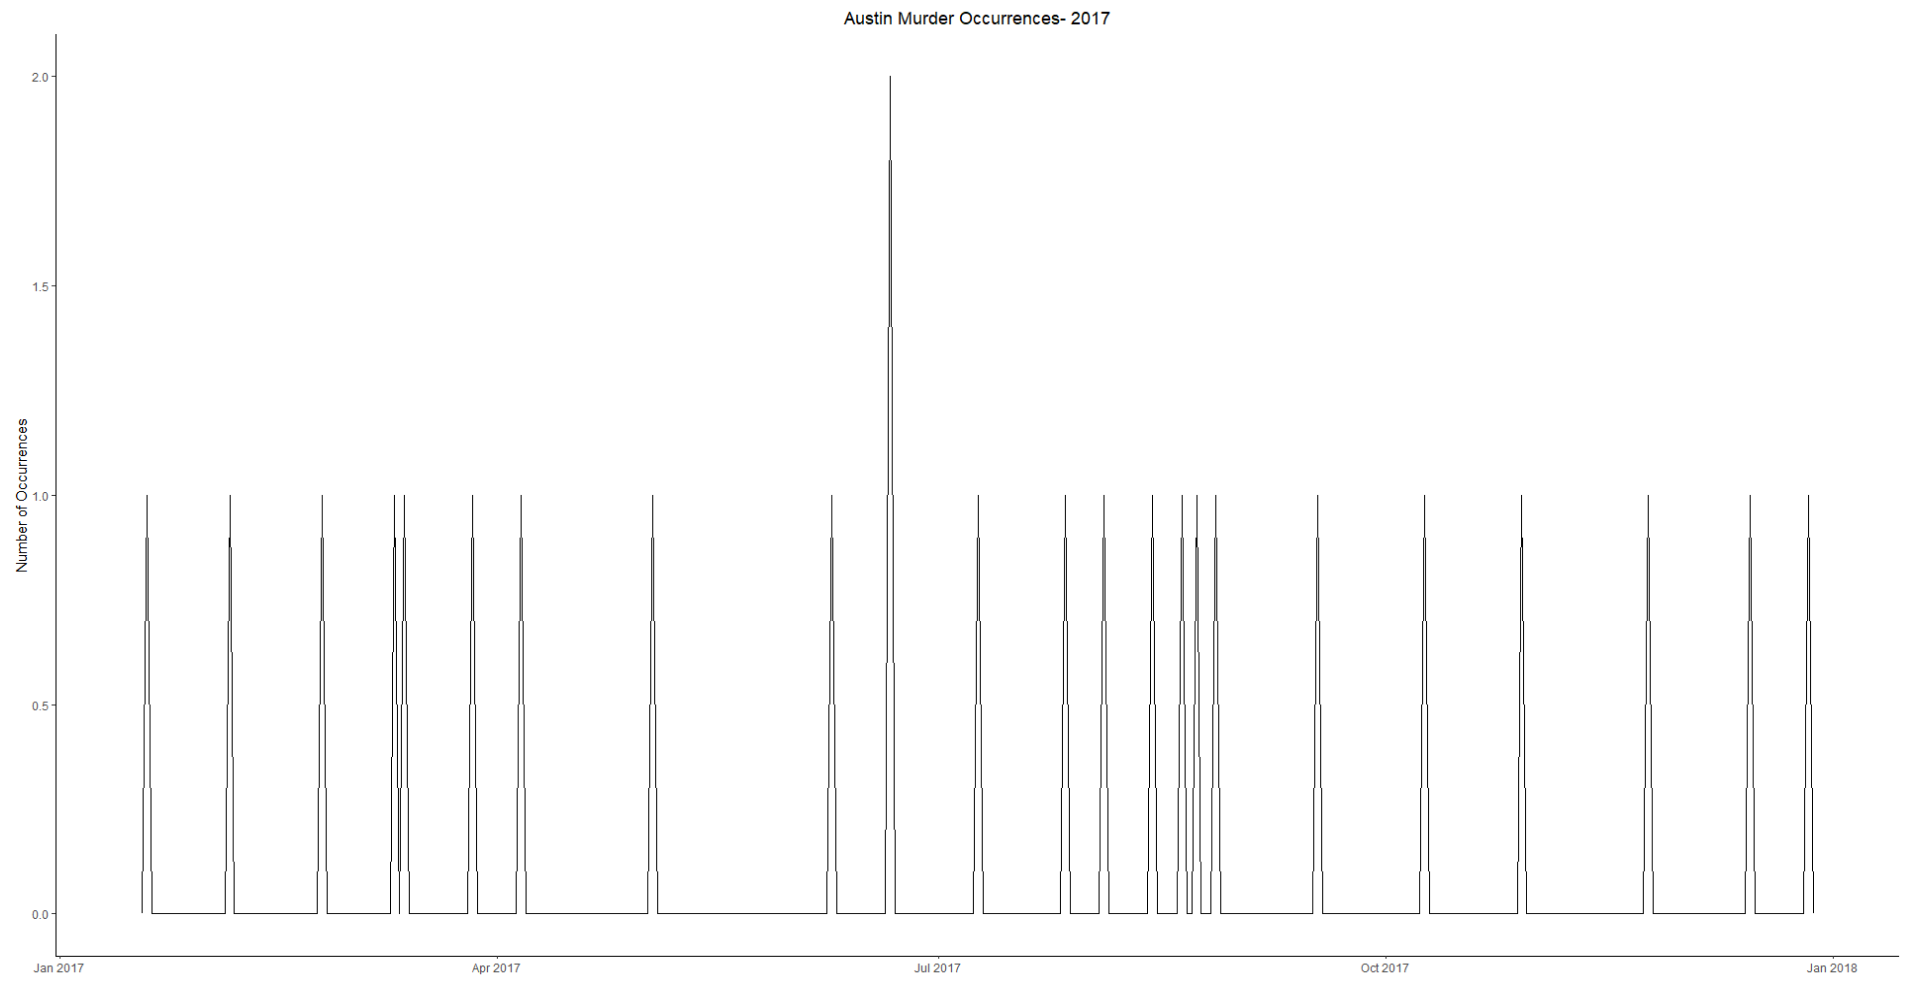 Austin Murder Occurrences- 2017
Number of Occurrences
2.0
1.5
1.0
0.5
0.0
Jan 2017
Apr 2017
Jul 2017
Oct 2017
Jan 2018